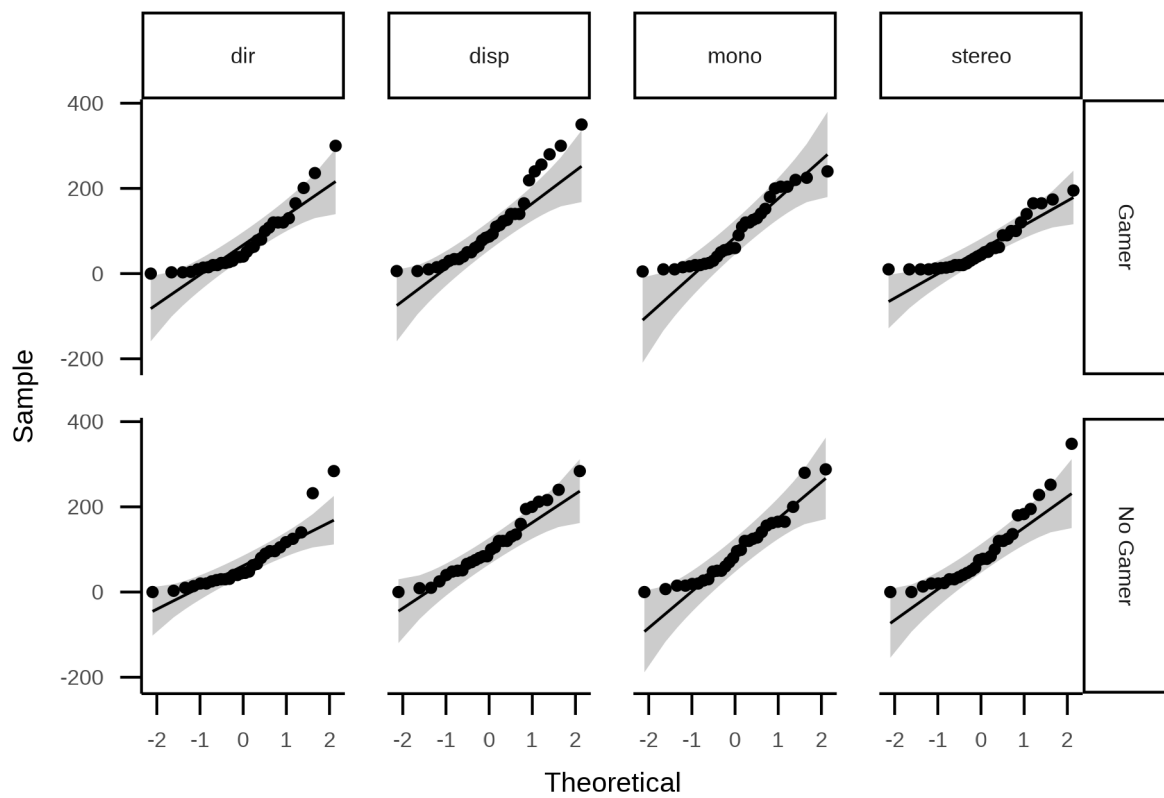 dir disp mono stereo
400
200
0
-200
Gamer
Sample
400
200
0
-200
No Gamer
-2 -1 0 1 2 -2 -1 0 1 2 -2 -1 0 1 2 -2 -1 0 1 2
Theoretical